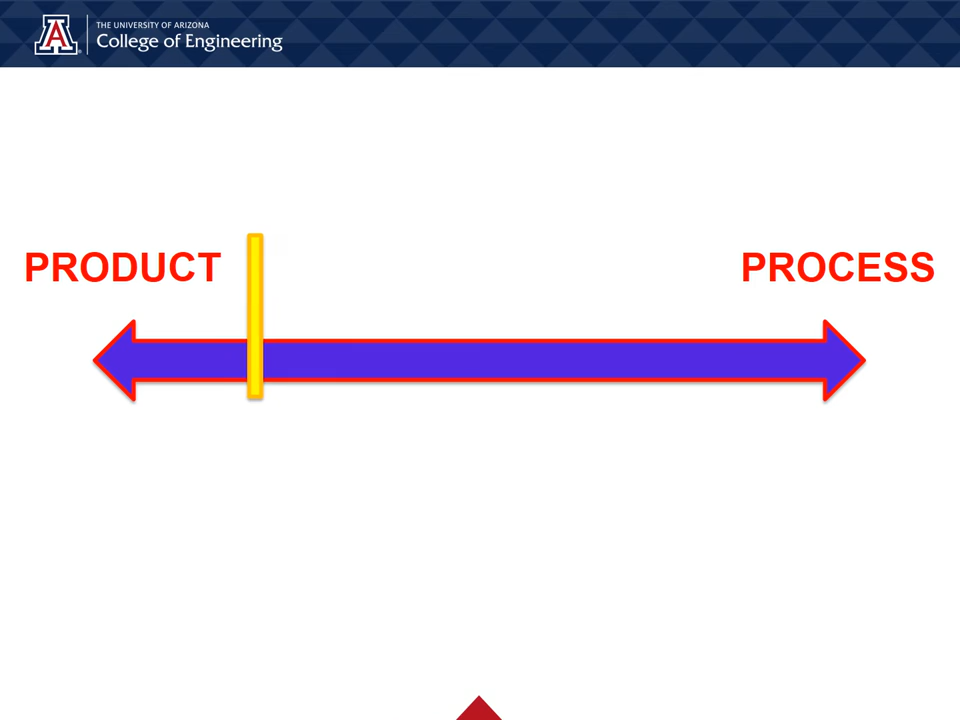 THE UNIVERSITY OF ARIZONA
College of Engineering
PRODUCT
PROCESS